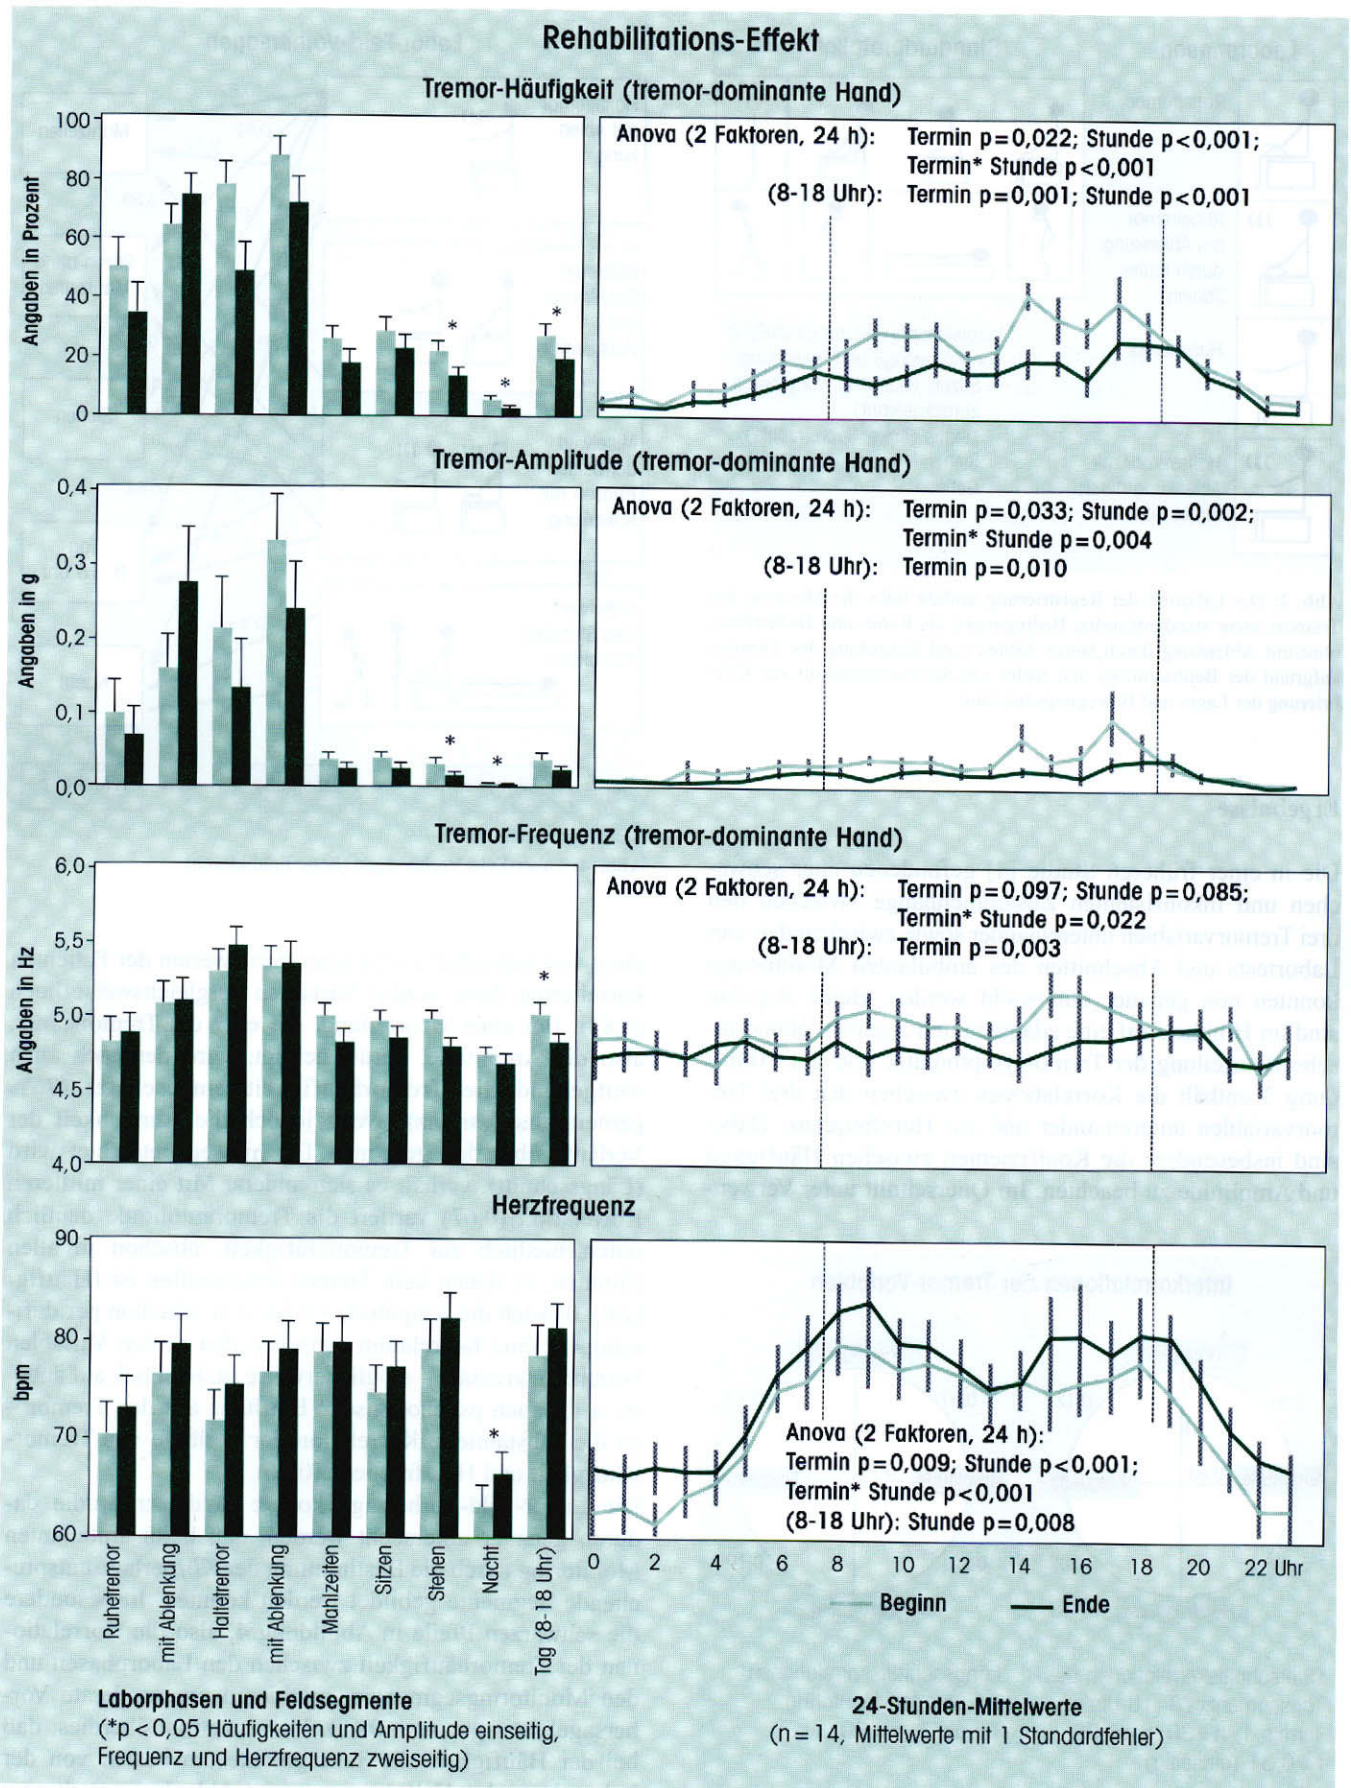 Rehabilitations-Effekt
Tremor-Häufigkeit (tremor-dominante Hand)
Angaben in Prozent
100
80
60
40
20
0
*
*
*
Anova (2 Faktoren, 24 h): Termin p=0,022; Stunde p<0,001;
Termin* Stunde p<0,001
(8-18 Uhr): Termin p=0,001; Stunde p<0,001
Tremor-Amplitude (tremor-dominante Hand)
Angaben in g
0,4
0,3
0,2
0,1
0,0
*
*
Anova (2 Faktoren, 24 h): Termin p=0,033; Stunde p=0,002;
Termin* Stunde p=0,004
(8-18 Uhr): Termin p=0,010
Tremor-Frequenz (tremor-dominante Hand)
Angaben in Hz
6,0
5,5
5,0
4,5
4,0
*
Anova (2 Faktoren, 24 h): Termin p=0,097; Stunde p=0,085;
Termin* Stunde p=0,022
(8-18 Uhr): Termin p=0,003
Herzfrequenz
bpm
90
80
70
60
*
Anova (2 Faktoren, 24 h):
Termin p=0,009; Stunde p<0,001;
Termin* Stunde p<0,001
(8-18 Uhr): Stunde p=0,008
Ruhetremor
mit Ablenkung
Haltetremor
mit Ablenkung
Mahlzeiten
Sitzen
Stehen
Nacht
Tag (8-18 Uhr)
0 2 4 6 8 10 12 14 16 18 20 22 Uhr
Beginn Ende
Laborphasen und Feldsegmente
(*p<0,05 Häufigkeiten und Amplitude einseitig,
Frequenz und Herzfrequenz zweiseitig)
24-Stunden-Mittelwerte
(n=14, Mittelwerte mit 1 Standardfehler)